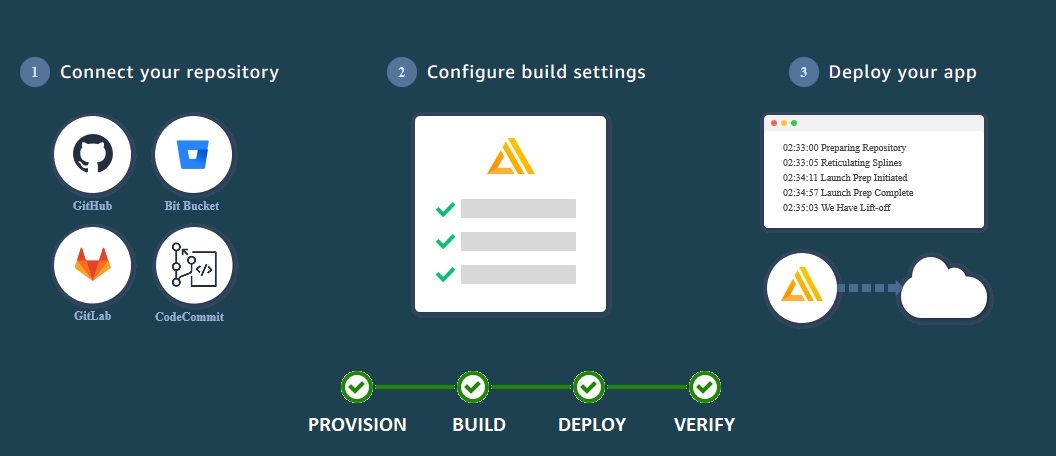 1 Connect your repository
GitHub
Bit Bucket
GitLab
CodeCommit
2 Configure build settings
3 Deploy your app
02:33:00 Preparing Repository
02:33:05 Reticulating Splines
02:34:11 Launch Prep Initiated
02:34:57 Launch Prep Complete
02:35:03 We Have Lift-off
PROVISION
BUILD
DEPLOY
VERIFY